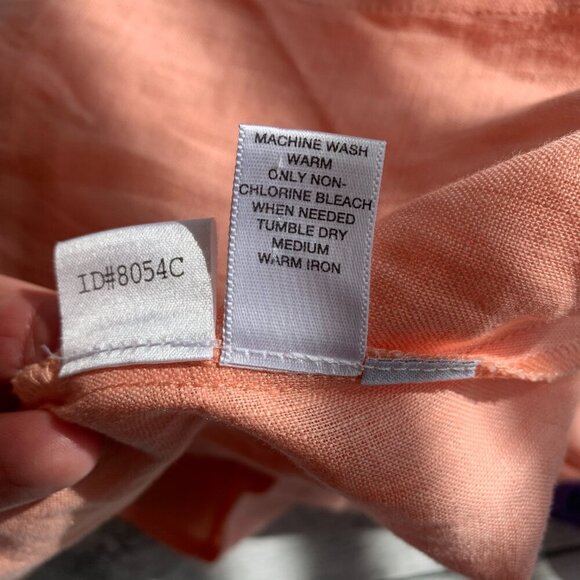 ID#8054C
MACHINE WASH
WARM
ONLY NON-
CHLORINE BLEACH
WHEN NEEDED
TUMBLE DRY
MEDIUM
WARM IRON